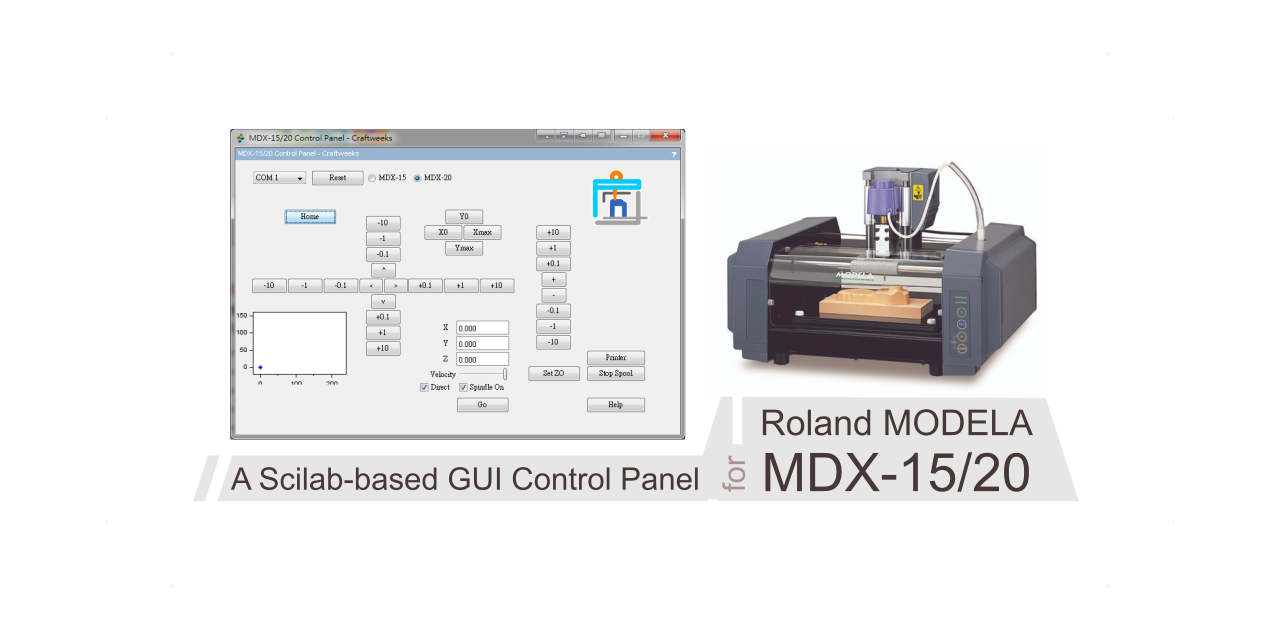 MDX-15/20 Control Panel - Craftweeks
MDX-15/20 Control Panel - Craftweeks
?
COM 1
Reset
MDX-15
MDX-20
Home
-10
-1
-0.1
^
-10
-1
-0.1
<
>
+0.1
+1
+10
v
+0.1
+1
+10
Y0
X0
Xmax
Ymax
+10
+1
+0.1
+
-
-0.1
-1
-10
150
100
50
0
0
100
200
X 0.000
Y 0.000
Z 0.000
Velocity
Direct
Spindle On
Go
Set Z0
Printer
Stop Spool
Help
MODELA
A Scilab-based GUI Control Panel
for
Roland MODELA
MDX-15/20